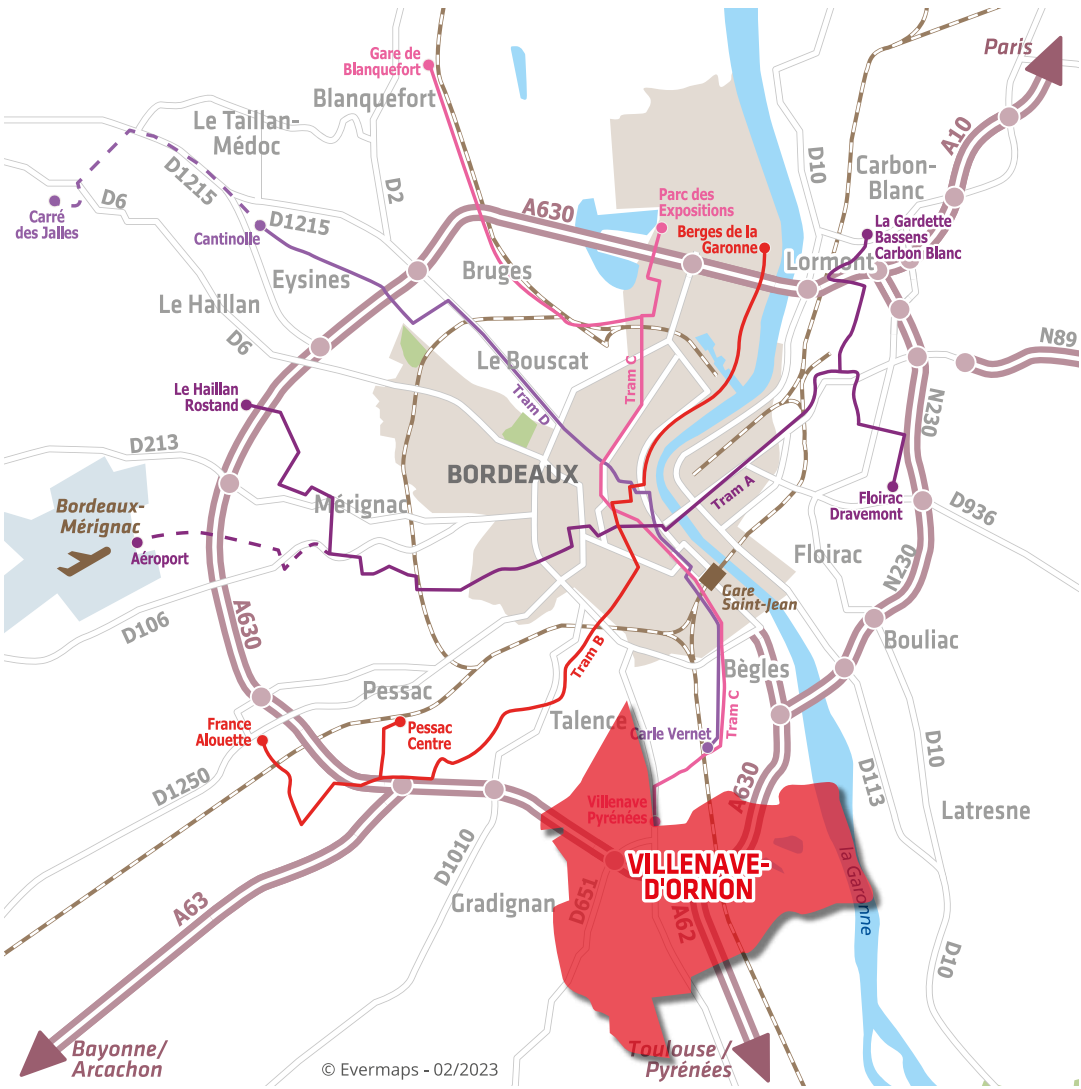 Gare de
Blanquefort
Blanquefort
Paris
Le Taillan-
Médoc
A10
D10
D1215
D6
D2
Carbon-
Blanc
Carré
des Jalles
Cantinolle
D1215
A630
Parc des
Expositions
Berges de la
Garonne
La Gardette
Bassens
Carbon Blanc
Lormont
Eysines
Bruges
Le Haillan
D6
Le Bouscat
Tram C
N89
Tram D
Le Haillan
Rostand
N230
D213
BORDEAUX
Tram A
Mérignac
Floirac
Dravemont
D936
Bordeaux-
Mérignac
Aéroport
Floirac
N230
Gare
Saint-Jean
D106
A630
Bouliac
Tram B
Bègles
Pessac
Tram C
Talence
France
Alouette
Pessac
Centre
Carle Vernet
D1250
A630
D113
D10
Villenave
Pyrénées
Latresne
D1010
VILLENAVE-
D'ORNON
la Garonne
A63
Gradignan
D651
A62
D10
Bayonne/
Arcachon
Toulouse /
Pyrénées
© Evermaps - 02/2023